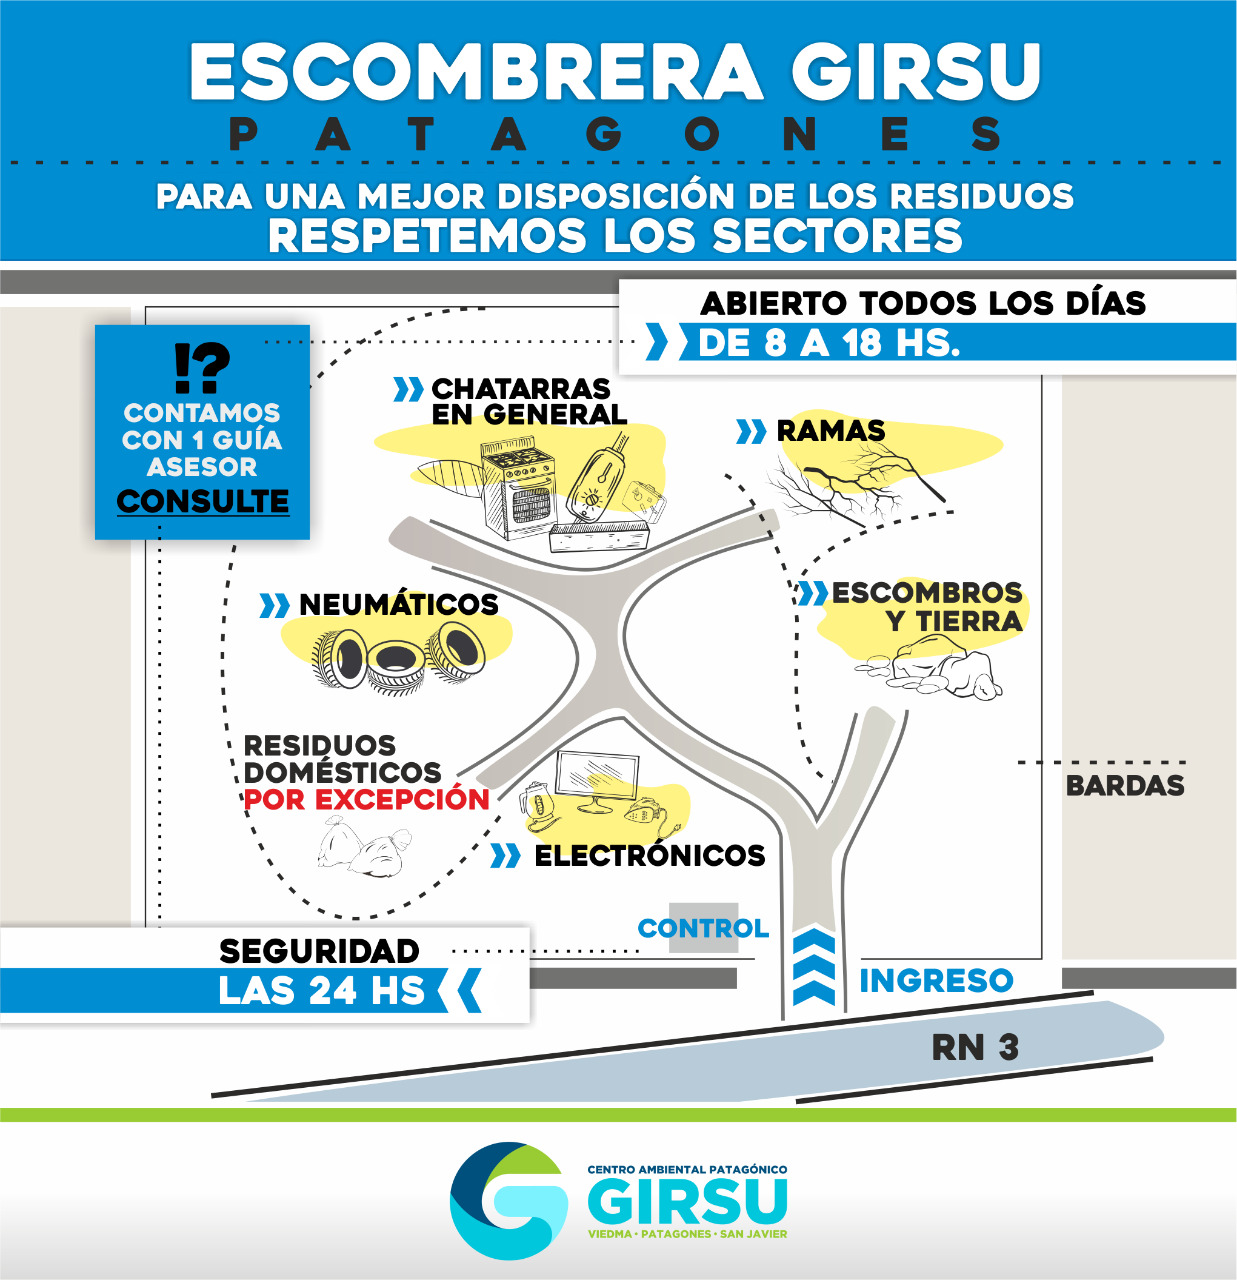 ESCOMBRERA GIRSU
PATAGONES
PARA UNA MEJOR DISPOSICIÓN DE LOS RESIDUOS
RESPETEMOS LOS SECTORES
ABIERTO TODOS LOS DÍAS
DE 8 A 18 HS.
!?
CONTAMOS
CON 1 GUÍA
ASESOR
CONSULTE
CHATARRAS
EN GENERAL
RAMAS
NEUMÁTICOS
ESCOMBROS
Y TIERRA
RESIDUOS
DOMÉSTICOS
POR EXCEPCIÓN
BARDAS
ELECTRÓNICOS
CONTROL
SEGURIDAD
LAS 24 HS
INGRESO
RN 3
CENTRO AMBIENTAL PATAGÓNICO
GIRSU
VIEDMA • PATAGONES • SAN JAVIER